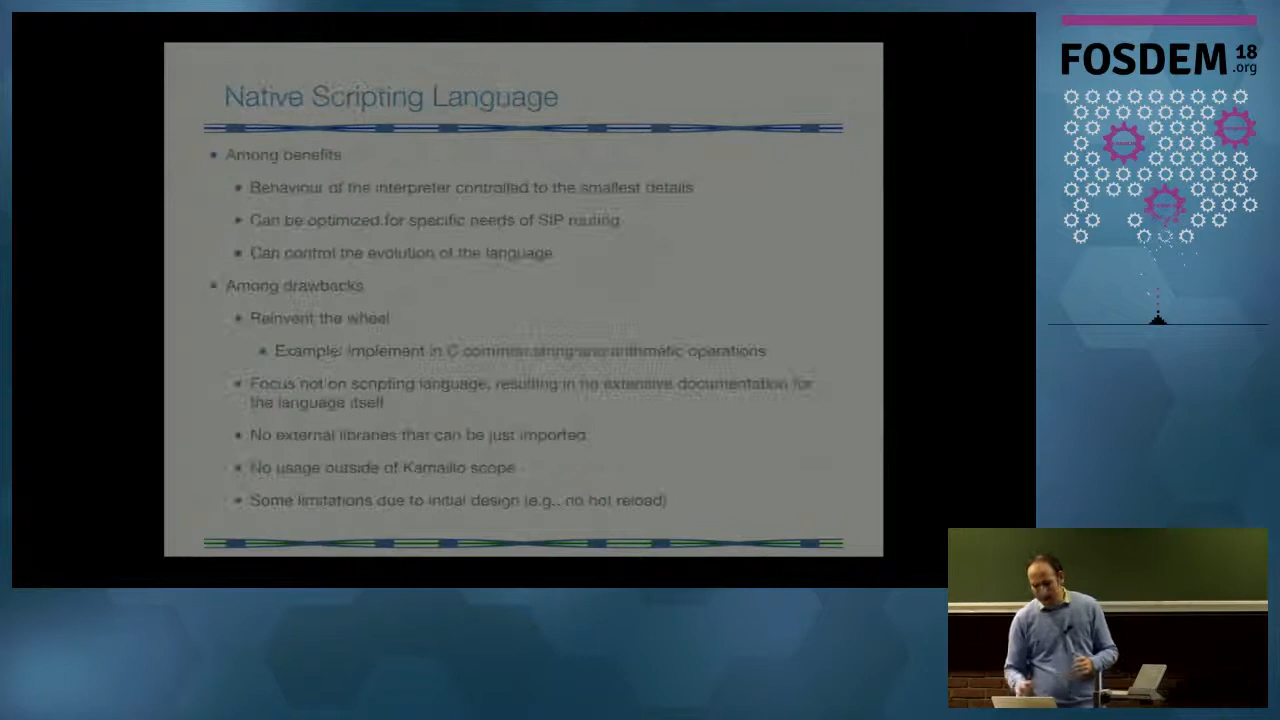 Native Scripting Language
Among benefits
Behaviour of the interpreter controlled to the smallest details
Can be optimized for specific needs of SIP routing
Can control the evolution of the language
Among drawbacks
Reinvent the wheel
Example: implement in C common string and arithmetic operations
Focus not on scripting language, resulting in no extensive documentation for
the language itself
No external libraries that can be just imported
No usage outside of Kamailio scope
Some limitations due to initial design (e.g., no hot reload)
FOSDEM 18
.org